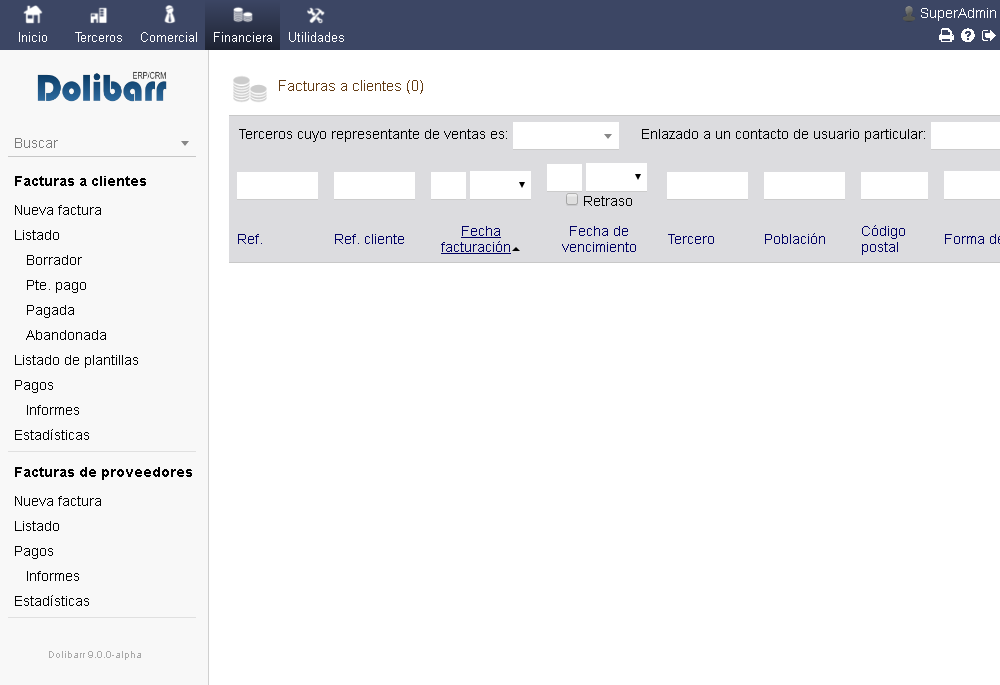 Inicio
Terceros
Comercial
Financiera
Utilidades
SuperAdmin
Dolibarr ERP/CRM
Buscar
Facturas a clientes
Nueva factura
Listado
Borrador
Pte. pago
Pagada
Abandonada
Listado de plantillas
Pagos
Informes
Estadísticas
Facturas de proveedores
Nueva factura
Listado
Pagos
Informes
Estadísticas
Dolibarr 9.0.0-alpha
Facturas a clientes (0)
Terceros cuyo representante de ventas es:
Enlazado a un contacto de usuario particular:
Retraso
Ref.
Ref. cliente
Fecha
facturación
Fecha de
vencimiento
Tercero
Población
Código
postal
Forma de